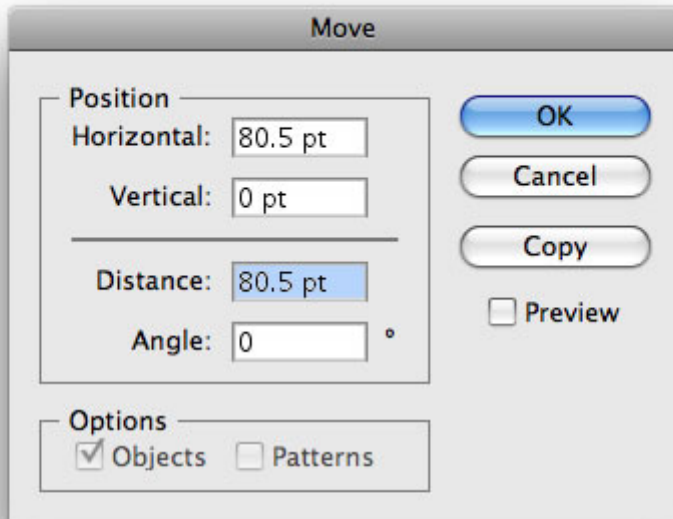 Move
Position
Horizontal: 80.5 pt
Vertical: 0 pt
Distance: 80.5 pt
Angle: 0 °
OK
Cancel
Copy
Preview
Options
Objects Patterns